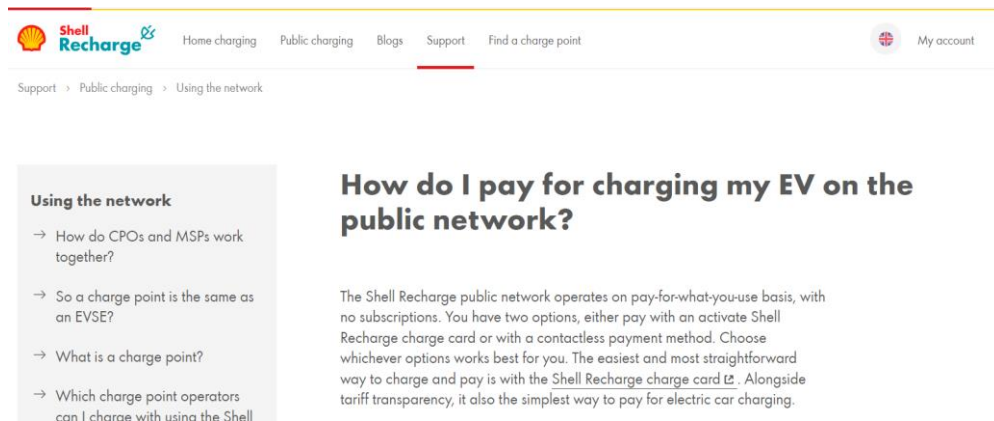 Shell
Recharge
Home charging
Public charging
Blogs
Support
Find a charge point
My account
Support > Public charging > Using the network
Using the network
→ How do CPOs and MSPs work
together?
→ So a charge point is the same as
an EVSE?
→ What is a charge point?
→ Which charge point operators
can I charge with using the Shell
How do I pay for charging my EV on the
public network?
The Shell Recharge public network operates on pay-for-what-you-use basis, with
no subscriptions. You have two options, either pay with an activate Shell
Recharge charge card or with a contactless payment method. Choose
whichever options works best for you. The easiest and most straightforward
way to charge and pay is with the Shell Recharge charge card. Alongside
tariff transparency, it also the simplest way to pay for electric car charging.